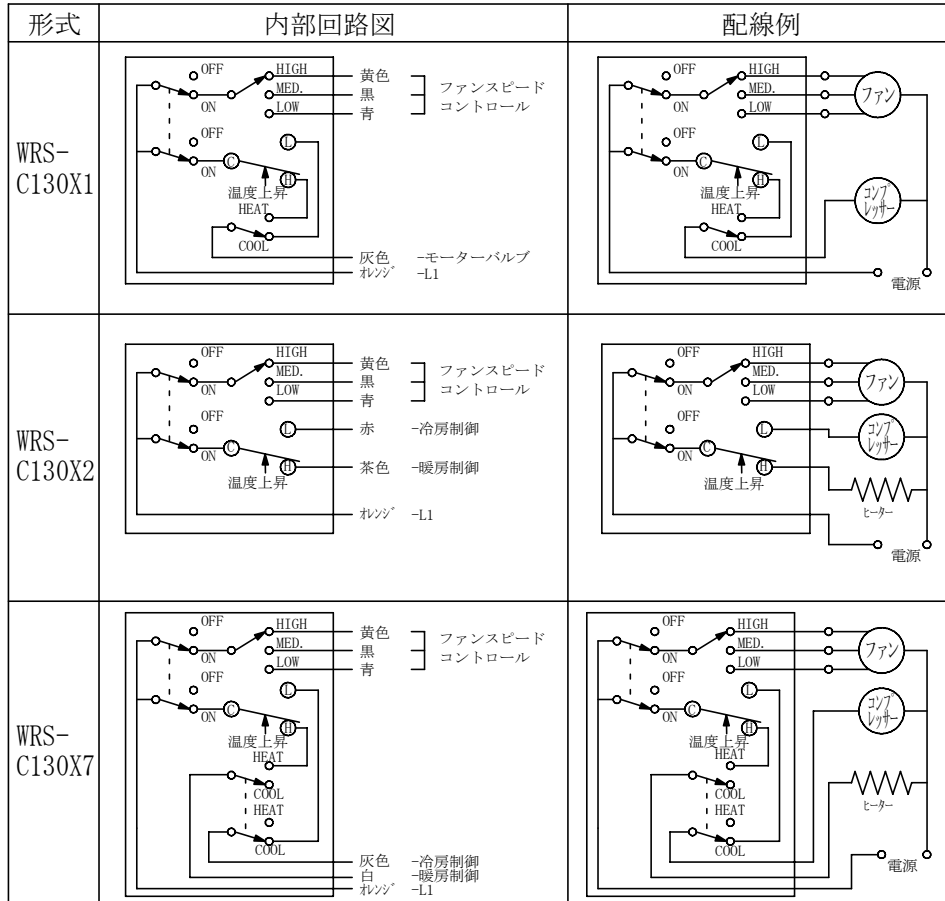 形式 内部回路図 配線例
WRS-
C130X1
OFF HIGH 黄色 ファンスピード
MED. 黒 コントロール
ON LOW 青
OFF L
C
ON H
温度上昇
HEAT
COOL
灰色 -モーターバルブ
オレンジ -L1
OFF HIGH
MED. ファン
ON LOW
OFF L
C
ON H
温度上昇
HEAT
コンプ
レッサー
COOL
電源
WRS-
C130X2
OFF HIGH 黄色 ファンスピード
MED. 黒 コントロール
ON LOW 青
OFF L 赤 -冷房制御
C
ON H 茶色 -暖房制御
温度上昇
オレンジ -L1
OFF HIGH
MED. ファン
ON LOW
OFF L
コンプ
レッサー
C
ON H
温度上昇
ヒーター
電源
WRS-
C130X7
OFF HIGH 黄色 ファンスピード
MED. 黒 コントロール
ON LOW 青
OFF L
C
ON H
温度上昇
HEAT
COOL
HEAT
COOL
灰色 -冷房制御
白 -暖房制御
オレンジ -L1
OFF HIGH
MED. ファン
ON LOW
OFF L
コンプ
レッサー
C
ON H
温度上昇
HEAT
COOL
ヒーター
HEAT
COOL
電源